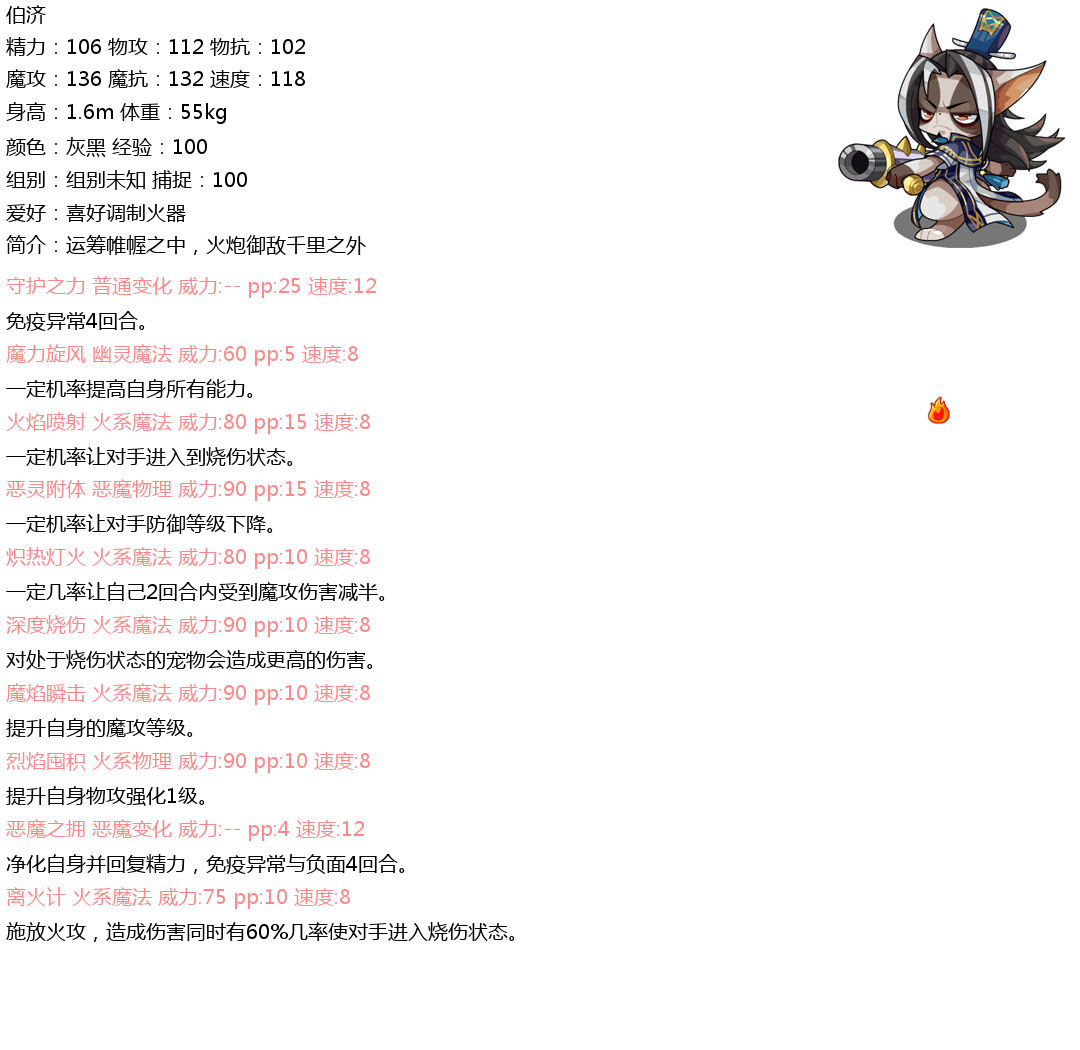 伯济
精力：106 物攻：112 物抗：102
魔攻：136 魔抗：132 速度：118
身高：1.6m 体重：55kg
颜色：灰黑 经验：100
组别：组别未知 捕捉：100
爱好：喜好调制火器
简介：运筹帷幄之中，火炮御敌千里之外
守护之力 普通变化 威力:-- pp:25 速度:12
免疫异常4回合。
魔力旋风 幽灵魔法 威力:60 pp:5 速度:8
一定机率提高自身所有能力。
火焰喷射 火系魔法 威力:80 pp:15 速度:8
一定机率让对手进入到烧伤状态。
恶灵附体 恶魔物理 威力:90 pp:15 速度:8
一定机率让对手防御等级下降。
炽热灯火 火系魔法 威力:80 pp:10 速度:8
一定几率让自己2回合内受到魔攻伤害减半。
深度烧伤 火系魔法 威力:90 pp:10 速度:8
对处于烧伤状态的宠物会造成更高的伤害。
魔焰瞬击 火系魔法 威力:90 pp:10 速度:8
提升自身的魔攻等级。
烈焰囤积 火系物理 威力:90 pp:10 速度:8
提升自身物攻强化1级。
恶魔之拥 恶魔变化 威力:-- pp:4 速度:12
净化自身并回复精力，免疫异常与负面4回合。
离火计 火系魔法 威力:75 pp:10 速度:8
施放火攻，造成伤害同时有60%几率使对手进入烧伤状态。